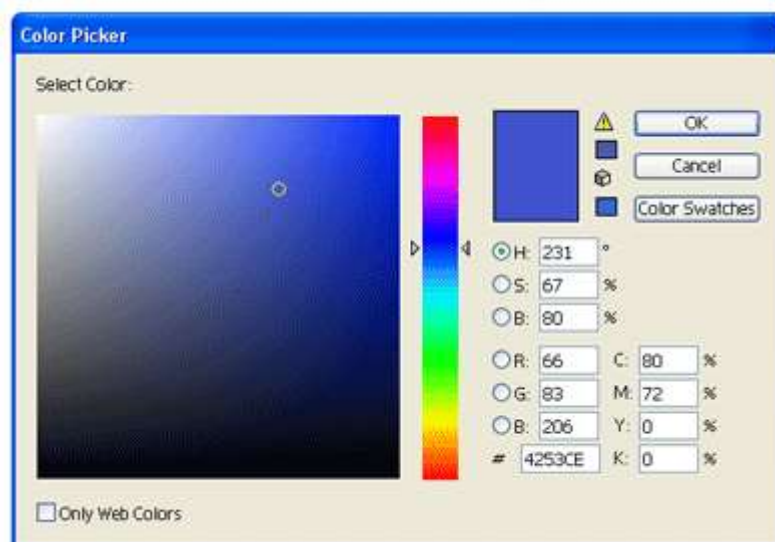 Color Picker
Select Color:
OK
Cancel
Color Swatches
H: 231 °
S: 67 %
B: 80 %
R: 66 C: 80 %
G: 83 M: 72 %
B: 206 Y: 0 %
# 4253CE K: 0 %
Only Web Colors